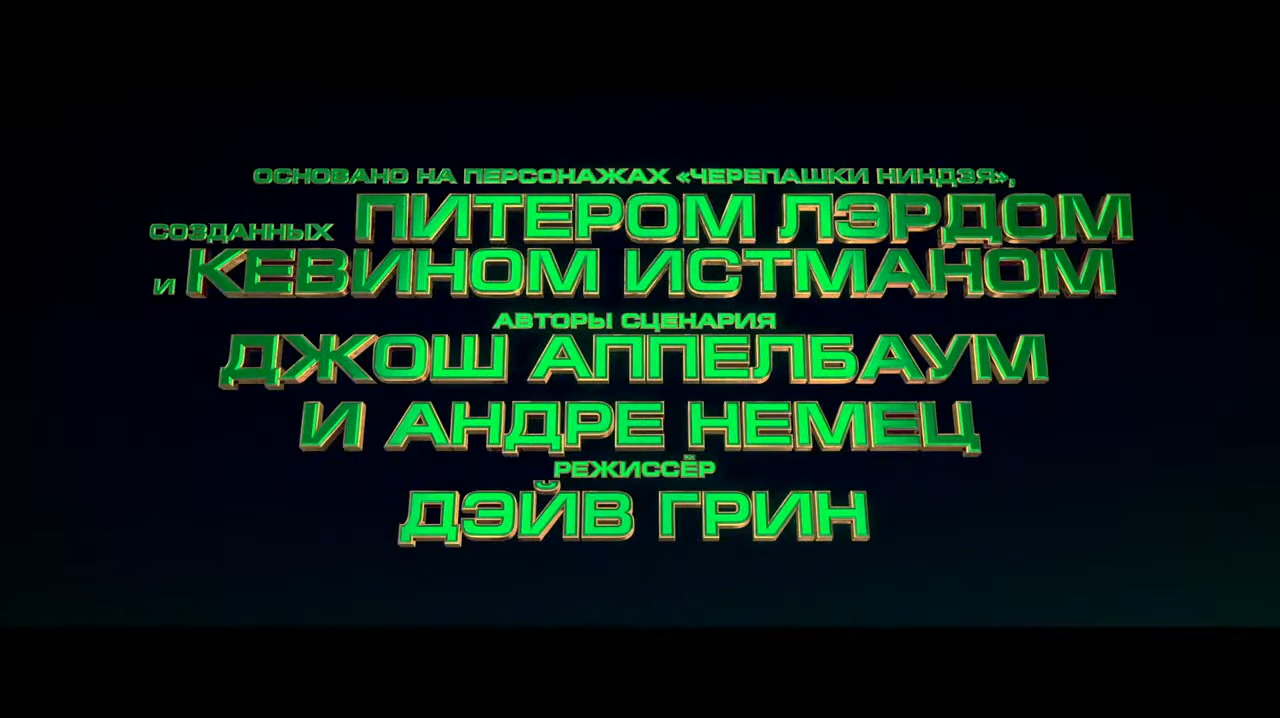 ОСНОВАНО НА ПЕРСОНАЖАХ «ЧЕРЕПАШКИ НИНДЗЯ»,
СОЗДАННЫХ ПИТЕРОМ ЛЭРДОМ
И КЕВИНОМ ИСТМАНОМ
АВТОРЫ СЦЕНАРИЯ
ДЖОШ АППЕЛБАУМ
И АНДРЕ НЕМЕЦ
РЕЖИССЁР
ДЭЙВ ГРИН